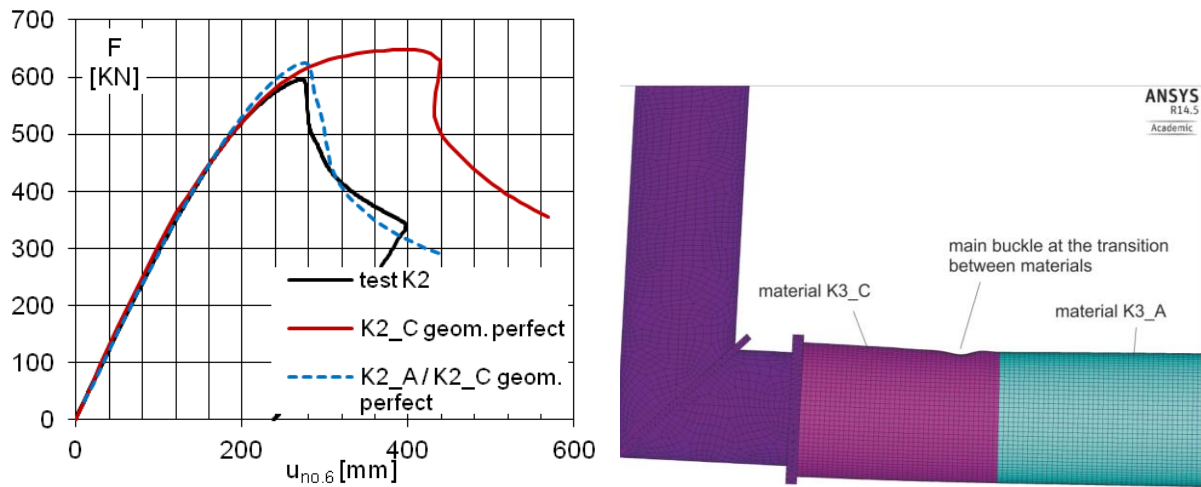 700
600
500
400
300
200
100
0
F
[KN]
test K2
K2_C geom. perfect
K2_A / K2_C geom.
perfect
0
200
400
600
u no.6 [mm]
ANSYS
R14.5
Academic
main buckle at the transition
between materials
material K3_C
material K3_A